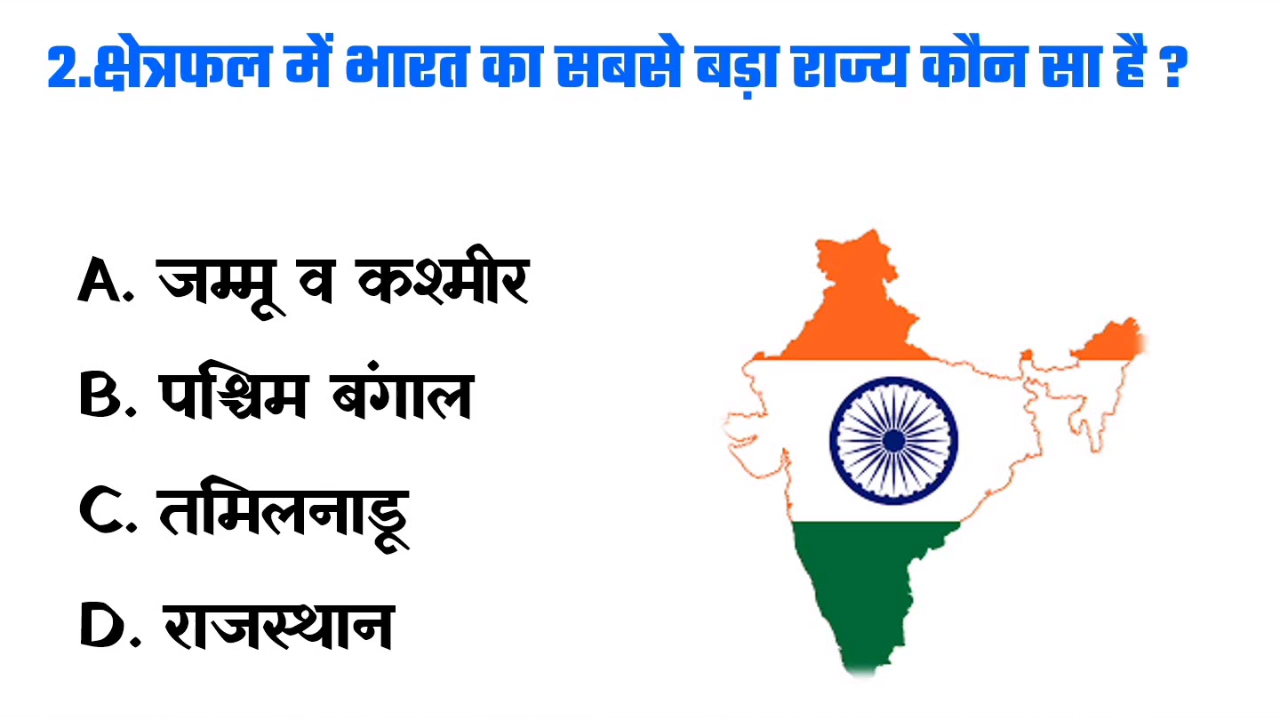 2.क्षेत्रफल में भारत का सबसे बड़ा राज्य कौन सा है ?
A. जम्मू व कश्मीर
B. पश्चिम बंगाल
C. तमिलनाडू
D. राजस्थान